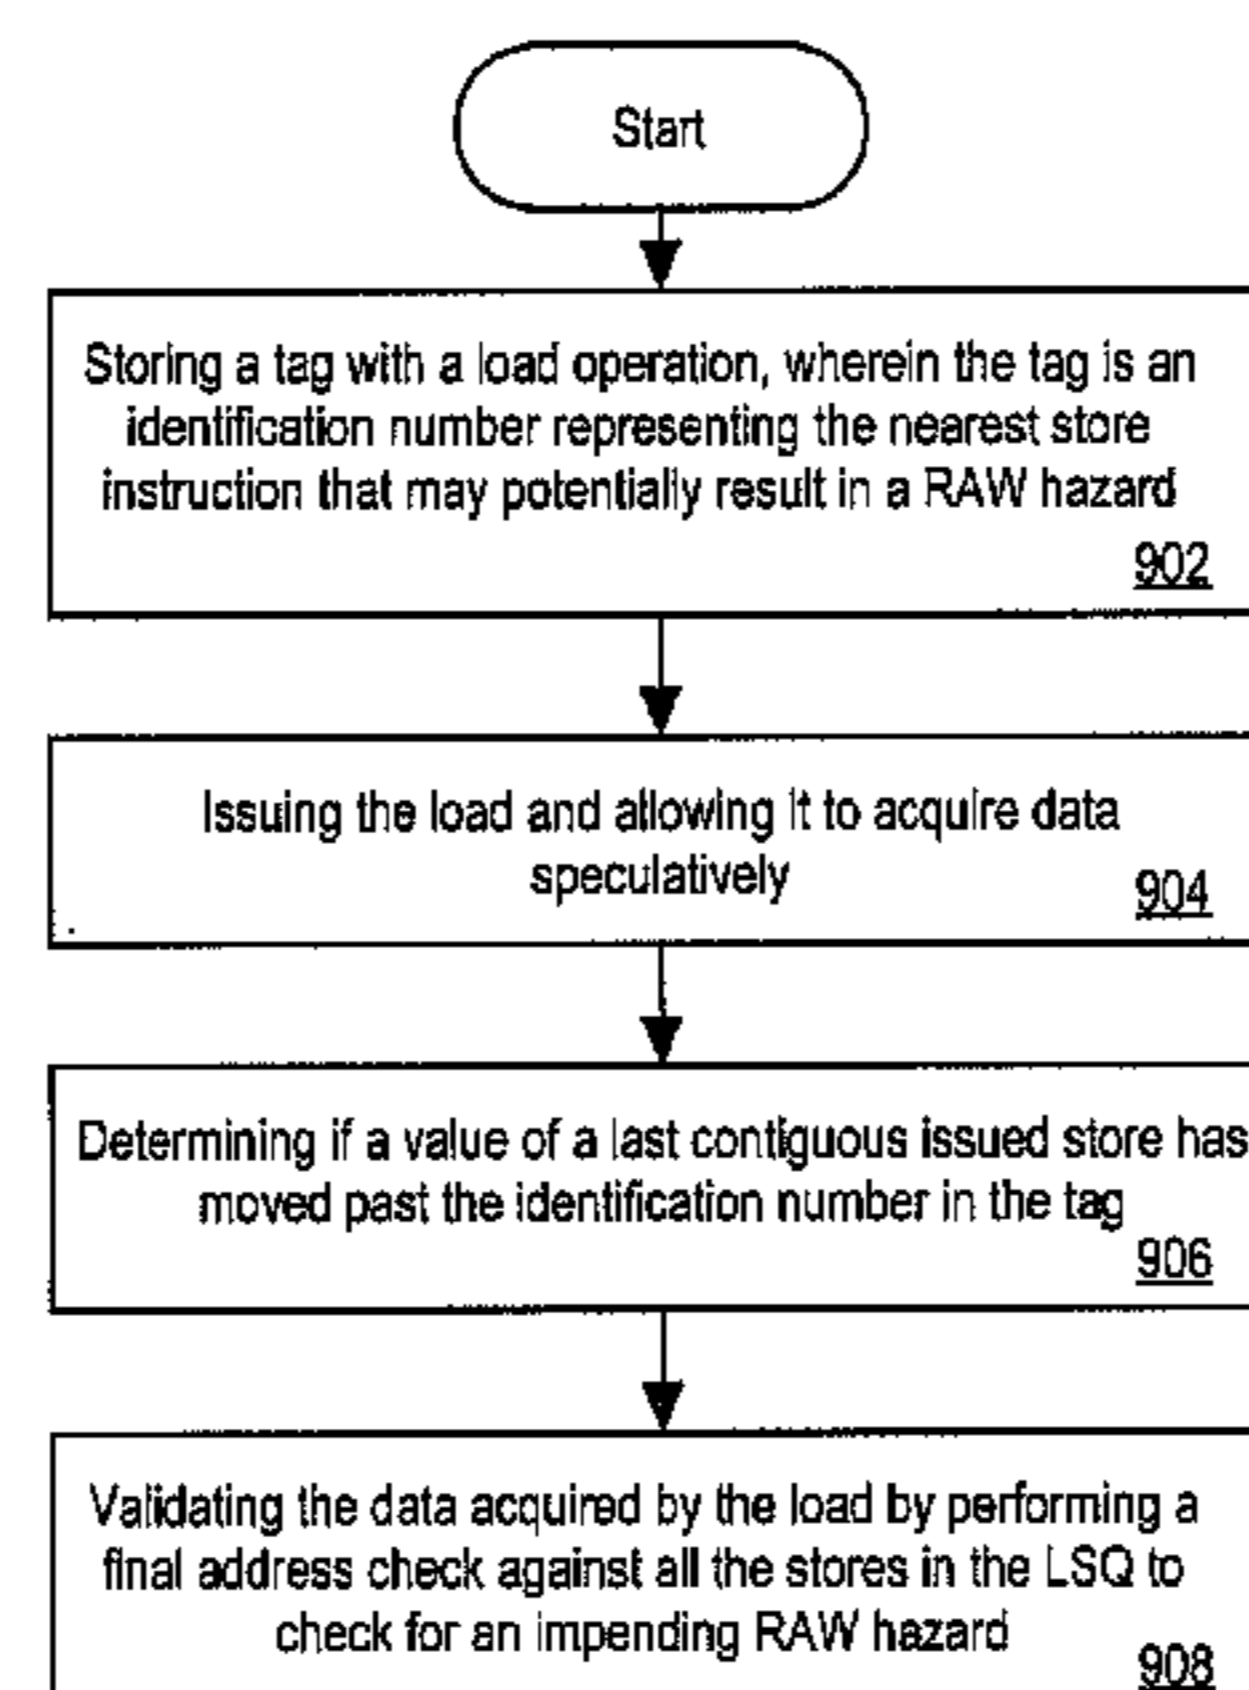 Start
Storing a tag with a load operation, wherein the tag is an
identification number representing the nearest store
instruction that may potentially result in a RAW hazard
902
Issuing the load and allowing it to acquire data
speculatively
904
Determining if a value of a last contiguous issued store has
moved past the identification number in the tag
906
Validating the data acquired by the load by performing a
final address check against all the stores in the LSQ to
check for an impending RAW hazard
908